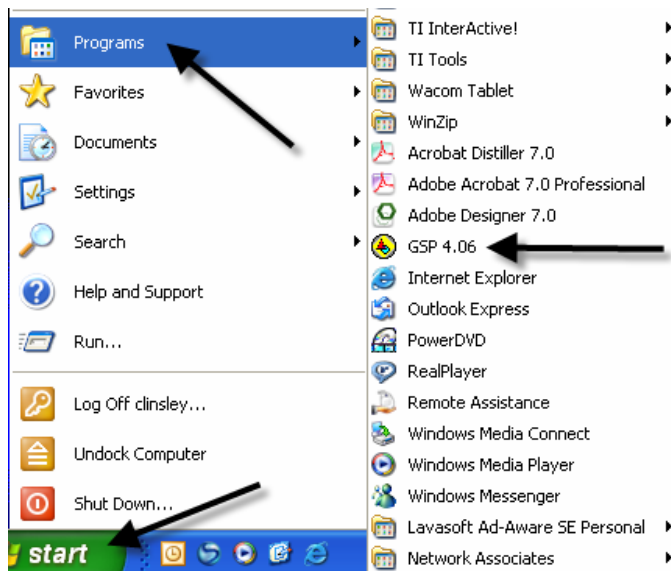 Programs
Favorites
Documents
Settings
Search
Help and Support
Run...
Log Off clinsley...
Undock Computer
Shut Down...
start
TI InterActive!
TI Tools
Wacom Tablet
WinZip
Acrobat Distiller 7.0
Adobe Acrobat 7.0 Professional
Adobe Designer 7.0
GSP 4.06
Internet Explorer
Outlook Express
PowerDVD
RealPlayer
Remote Assistance
Windows Media Connect
Windows Media Player
Windows Messenger
Lavasoft Ad-Aware SE Personal
Network Associates